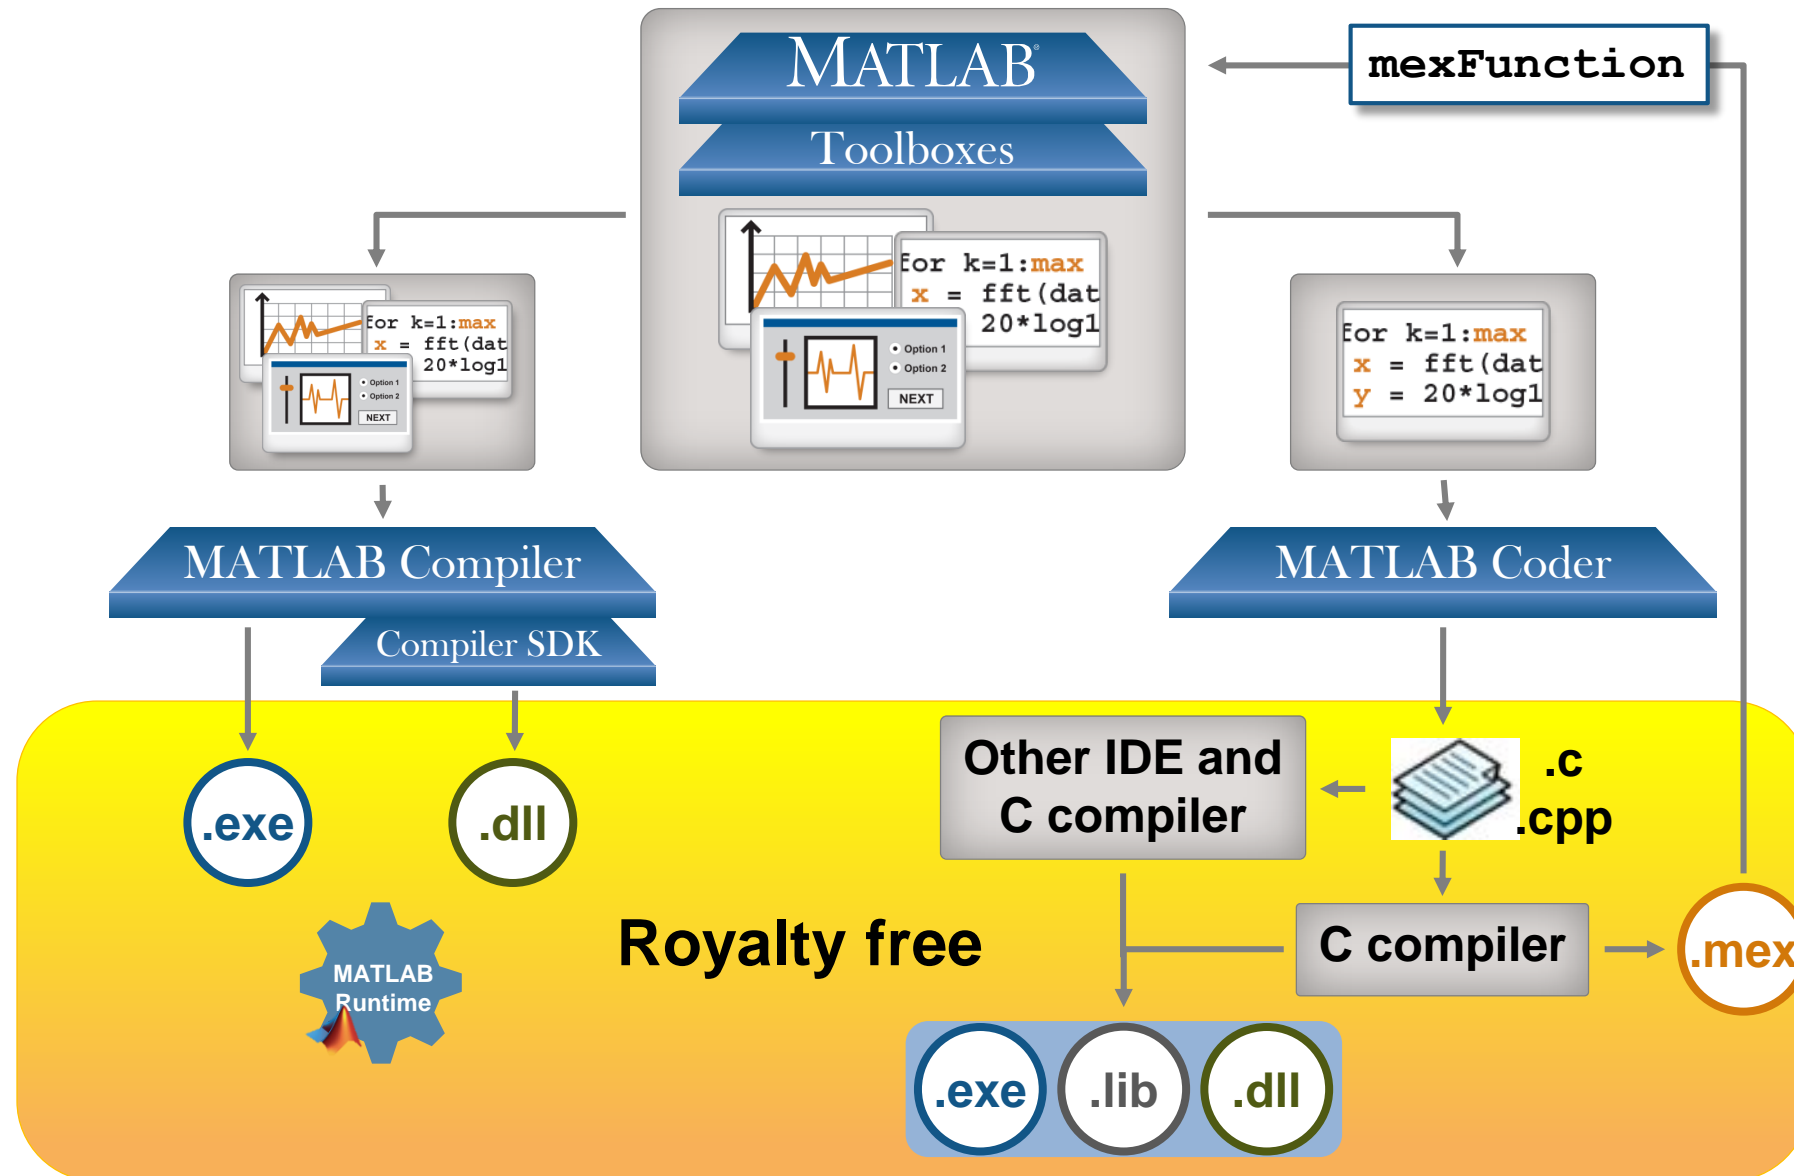 MATLAB®
Toolboxes
mexFunction
for k=1:max
x = fft(dat
20*log1
Option 1
Option 2
NEXT
for k=1:max
x = fft(dat
20*log1
Option 1
Option 2
NEXT
for k=1:max
x = fft(dat
y = 20*log1
MATLAB Compiler
Compiler SDK
MATLAB Coder
.exe
.dll
Other IDE and
C compiler
.c
.cpp
MATLAB
Runtime
Royalty free
C compiler
.mex
.exe
.lib
.dll